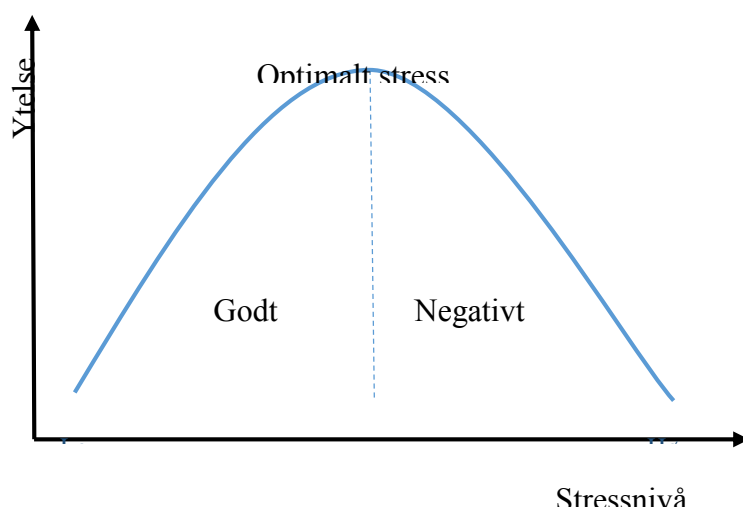 Optimalt stress
Ytelse
Godt
Negativt
Stressnivå